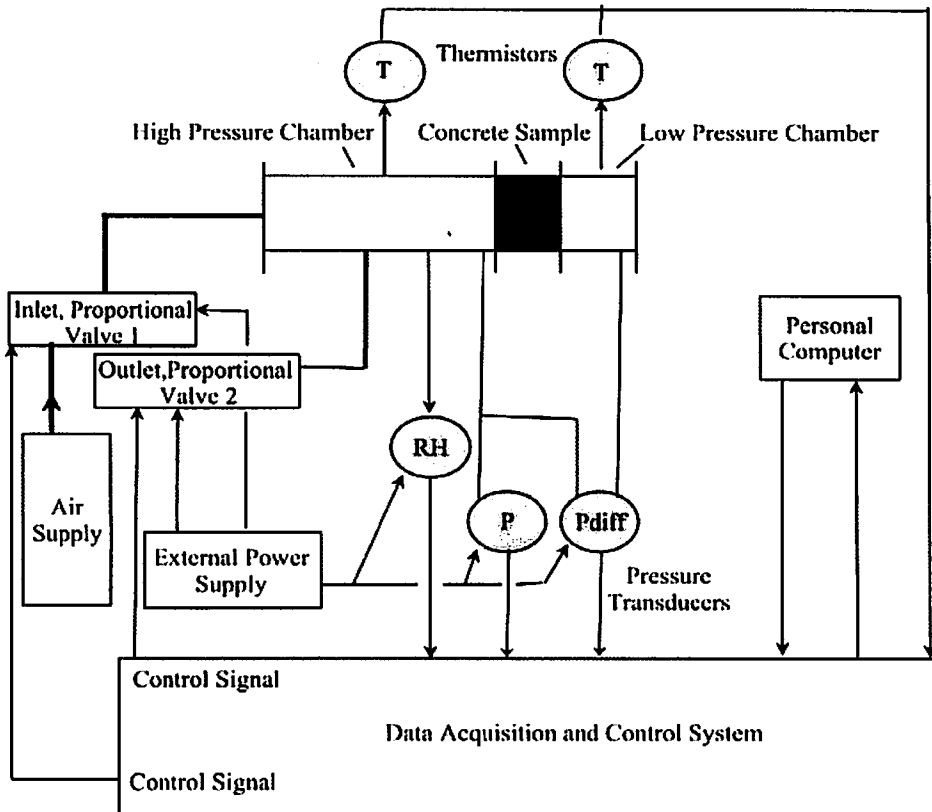 Thermistors
T
T
High Pressure Chamber
Concrete Sample
Low Pressure Chamber
Inlet, Proportional
Valve 1
Outlet,Proportional
Valve 2
Personal
Computer
RH
Air
Supply
P
Pdiff
External Power
Supply
Pressure
Transducers
Control Signal
Data Acquisition and Control System
Control Signal